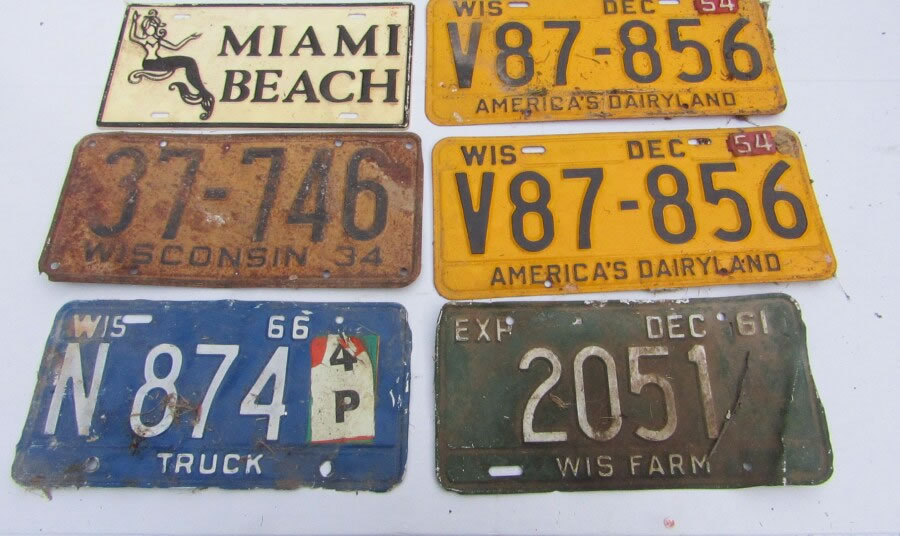 MIAMI
BEACH
WIS DEC 54
V87-856
AMERICA'S DAIRYLAND
37-746
WISCONSIN 34
WIS DEC 54
V87-856
AMERICA'S DAIRYLAND
WIS 66
N 874 4 P
TRUCK
EXP DEC 61
2051
WIS FARM